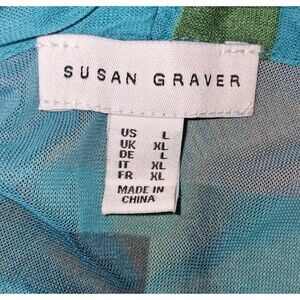 SUSAN GRAVER
US L
UK XL
DE L
IT XL
FR XL
MADE IN
CHINA